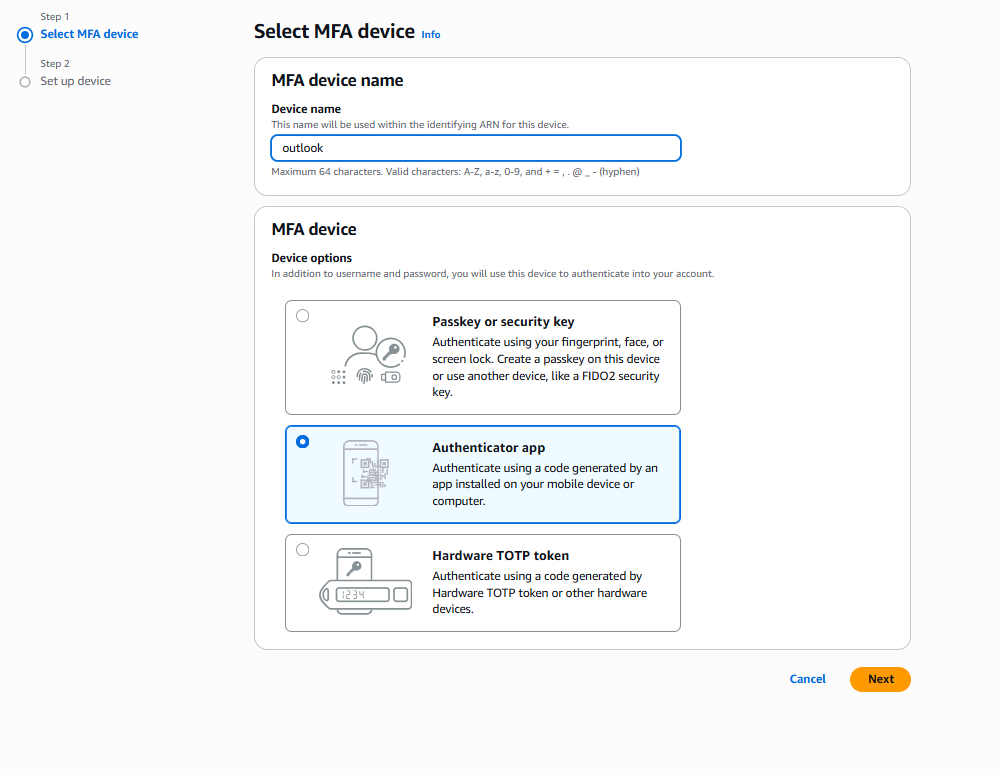 Step 1
Select MFA device
Step 2
Set up device
Select MFA device Info
MFA device name
Device name
This name will be used within the identifying ARN for this device.
outlook
Maximum 64 characters. Valid characters: A-Z, a-z, 0-9, and + = , . @ _ - (hyphen)
MFA device
Device options
In addition to username and password, you will use this device to authenticate into your account.
Passkey or security key
Authenticate using your fingerprint, face, or
screen lock. Create a passkey on this device
or use another device, like a FIDO2 security
key.
Authenticator app
Authenticate using a code generated by an
app installed on your mobile device or
computer.
Hardware TOTP token
Authenticate using a code generated by
Hardware TOTP token or other hardware
devices.
1234
Cancel
Next